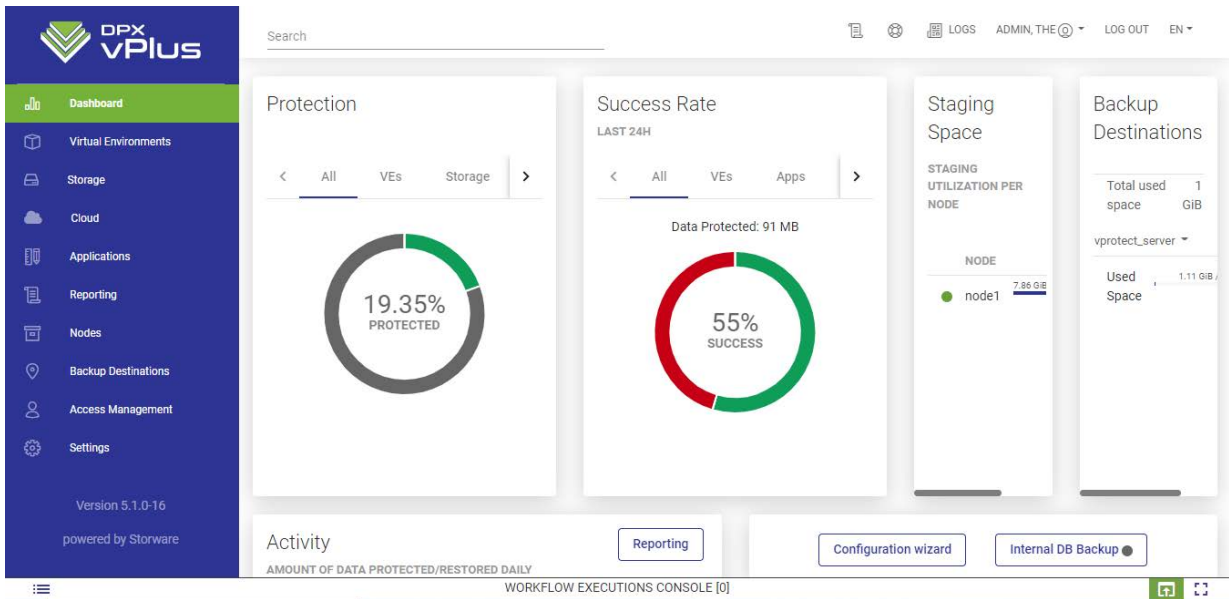 DPX
vPlus
Search
LOGS
ADMIN, THE
LOG OUT
EN
Dashboard
Virtual Environments
Storage
Cloud
Applications
Reporting
Nodes
Backup Destinations
Access Management
Settings
Version 5.1.0-16
powered by Storware
Protection
All VEs Storage
19.35%
PROTECTED
Success Rate
LAST 24H
All VEs Apps
Data Protected: 91 MB
55%
SUCCESS
Staging
Space
STAGING
UTILIZATION PER
NODE
NODE
node1 7.86 GiB
Backup
Destinations
Total used 1
space GiB
vprotect_server
Used 1.11 GiB /
Space
Activity
Reporting
AMOUNT OF DATA PROTECTED/RESTORED DAILY
Configuration wizard
Internal DB Backup
WORKFLOW EXECUTIONS CONSOLE [0]